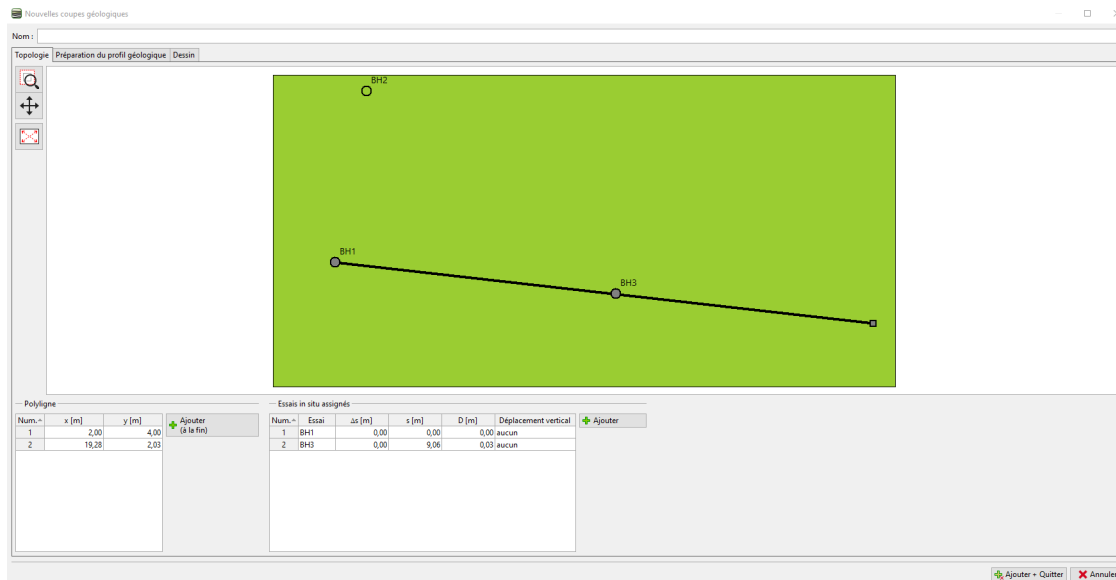 Nouvelles coupes géologiques
Nom :
Topologie Préparation du profil géologique Dessin
BH2
BH1
BH3
Polyligne
Num. x [m] y [m]
1 2,00 4,00
2 19,28 2,03
Ajouter
(à la fin)
Essais in situ assignés
Num. Essai Δs [m] s [m] D [m] Déplacement vertical
1 BH1 0,00 0,00 0,00 aucun
2 BH3 0,00 9,06 0,03 aucun
Ajouter
Ajouter + Quitter Annuler